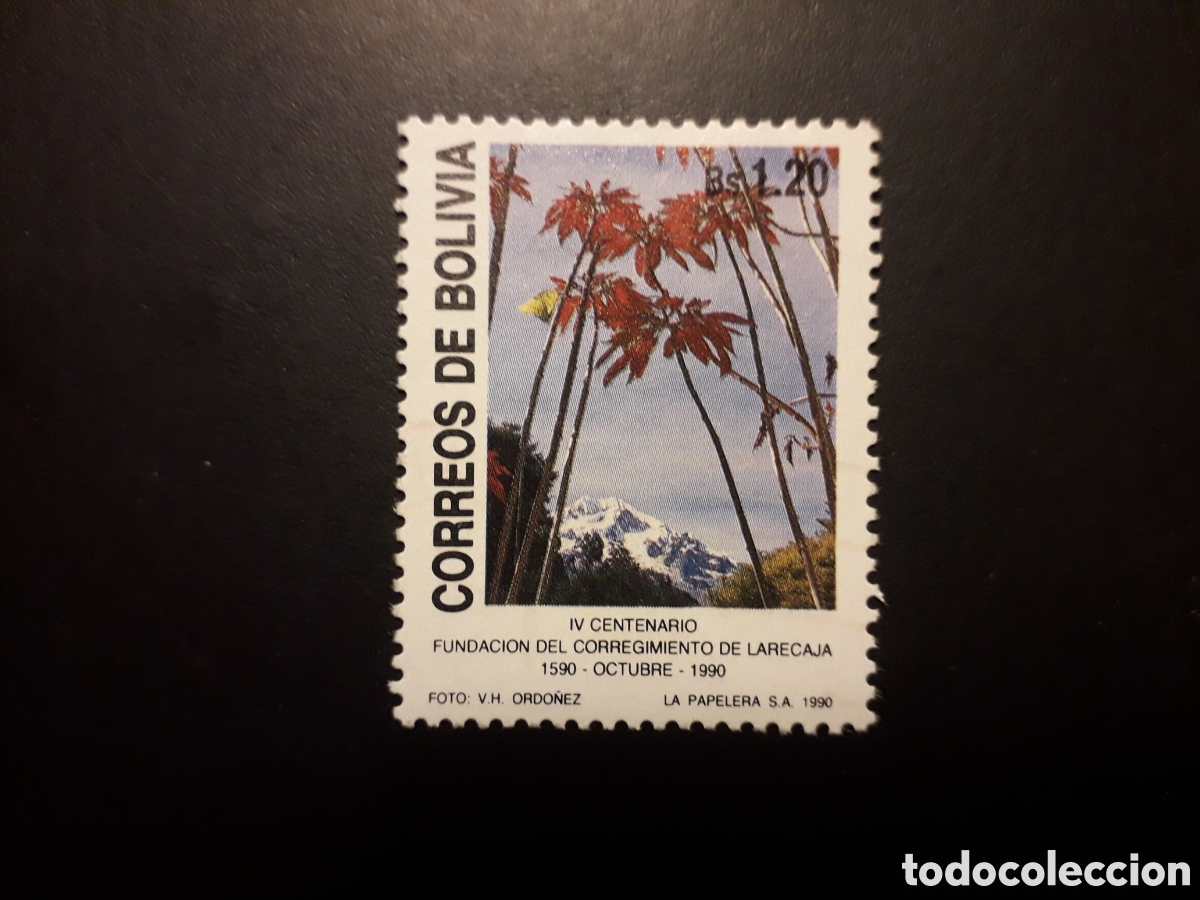 CORREOS DE BOLIVIA
Bs 1.20
IV CENTENARIO
FUNDACION DEL CORREGIMIENTO DE LARECAJA
1590 - OCTUBRE - 1990
FOTO: V.H. ORDOÑEZ LA PAPELERA S.A. 1990
todocoleccion